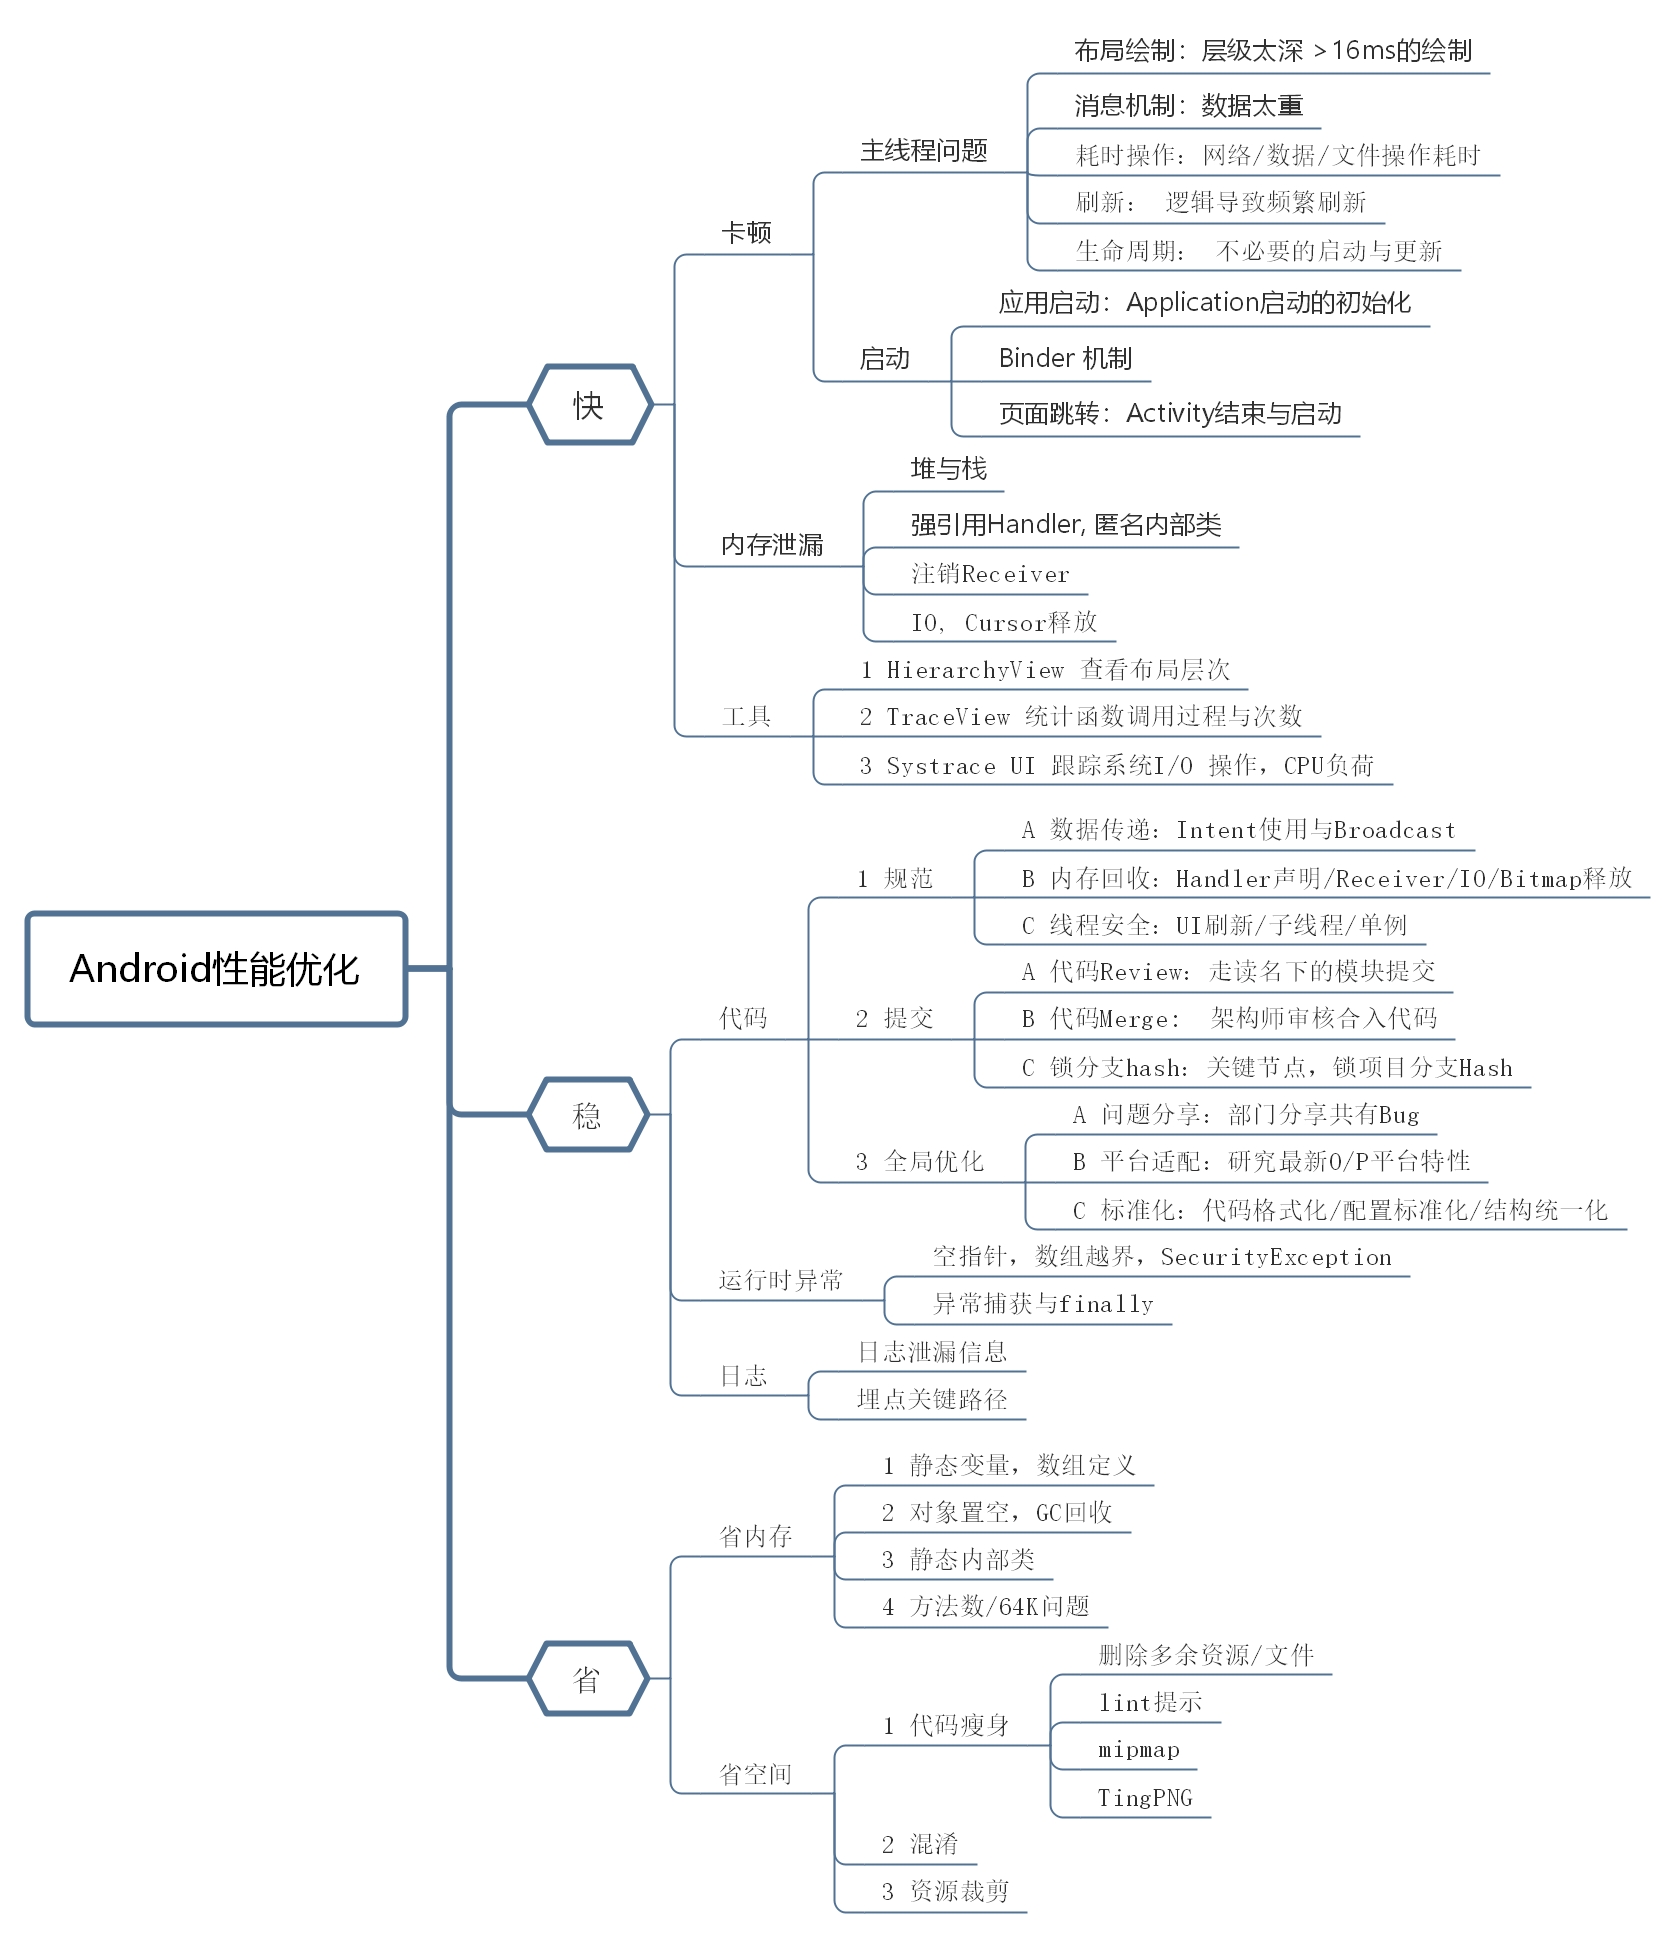 Android性能优化
快
卡顿
主线程问题
布局绘制：层级太深 >16ms的绘制
消息机制：数据太重
耗时操作：网络/数据/文件操作耗时
刷新： 逻辑导致频繁刷新
生命周期： 不必要的启动与更新
启动
应用启动：Application启动的初始化
Binder 机制
页面跳转：Activity结束与启动
内存泄漏
堆与栈
强引用Handler, 匿名内部类
注销Receiver
IO, Cursor释放
工具
1 HierarchyView 查看布局层次
2 TraceView 统计函数调用过程与次数
3 Systrace UI 跟踪系统I/O 操作，CPU负荷
稳
代码
1 规范
A 数据传递：Intent使用与Broadcast
B 内存回收：Handler声明/Receiver/IO/Bitmap释放
C 线程安全：UI刷新/子线程/单例
2 提交
A 代码Review：走读名下的模块提交
B 代码Merge： 架构师审核合入代码
C 锁分支hash：关键节点，锁项目分支Hash
3 全局优化
A 问题分享：部门分享共有Bug
B 平台适配：研究最新O/P平台特性
C 标准化：代码格式化/配置标准化/结构统一化
运行时异常
空指针，数组越界，SecurityException
异常捕获与finally
日志
日志泄漏信息
埋点关键路径
省
省内存
1 静态变量，数组定义
2 对象置空，GC回收
3 静态内部类
4 方法数/64K问题
省空间
1 代码瘦身
删除多余资源/文件
lint提示
mipmap
TingPNG
2 混淆
3 资源裁剪